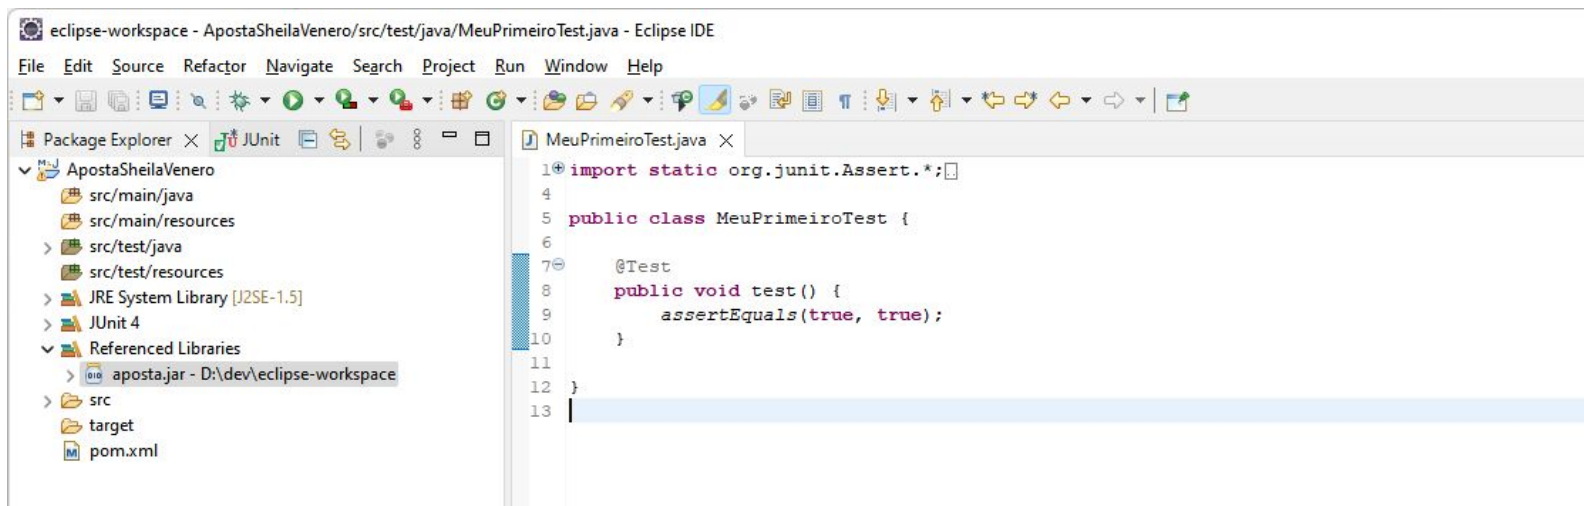 eclipse-workspace - ApostaSheilaVenero/src/test/java/MeuPrimeiroTest.java - Eclipse IDE
File Edit Source Refactor Navigate Search Project Run Window Help
Package Explorer JUnit
ApostaSheilaVenero
src/main/java
src/main/resources
src/test/java
src/test/resources
JRE System Library [J2SE-1.5]
JUnit 4
Referenced Libraries
aposta.jar - D:\dev\eclipse-workspace
src
target
pom.xml
MeuPrimeiroTest.java
1 import static org.junit.Assert.*;
4
5 public class MeuPrimeiroTest {
6
7 @Test
8 public void test() {
9 assertEquals(true, true);
10 }
11
12 }
13